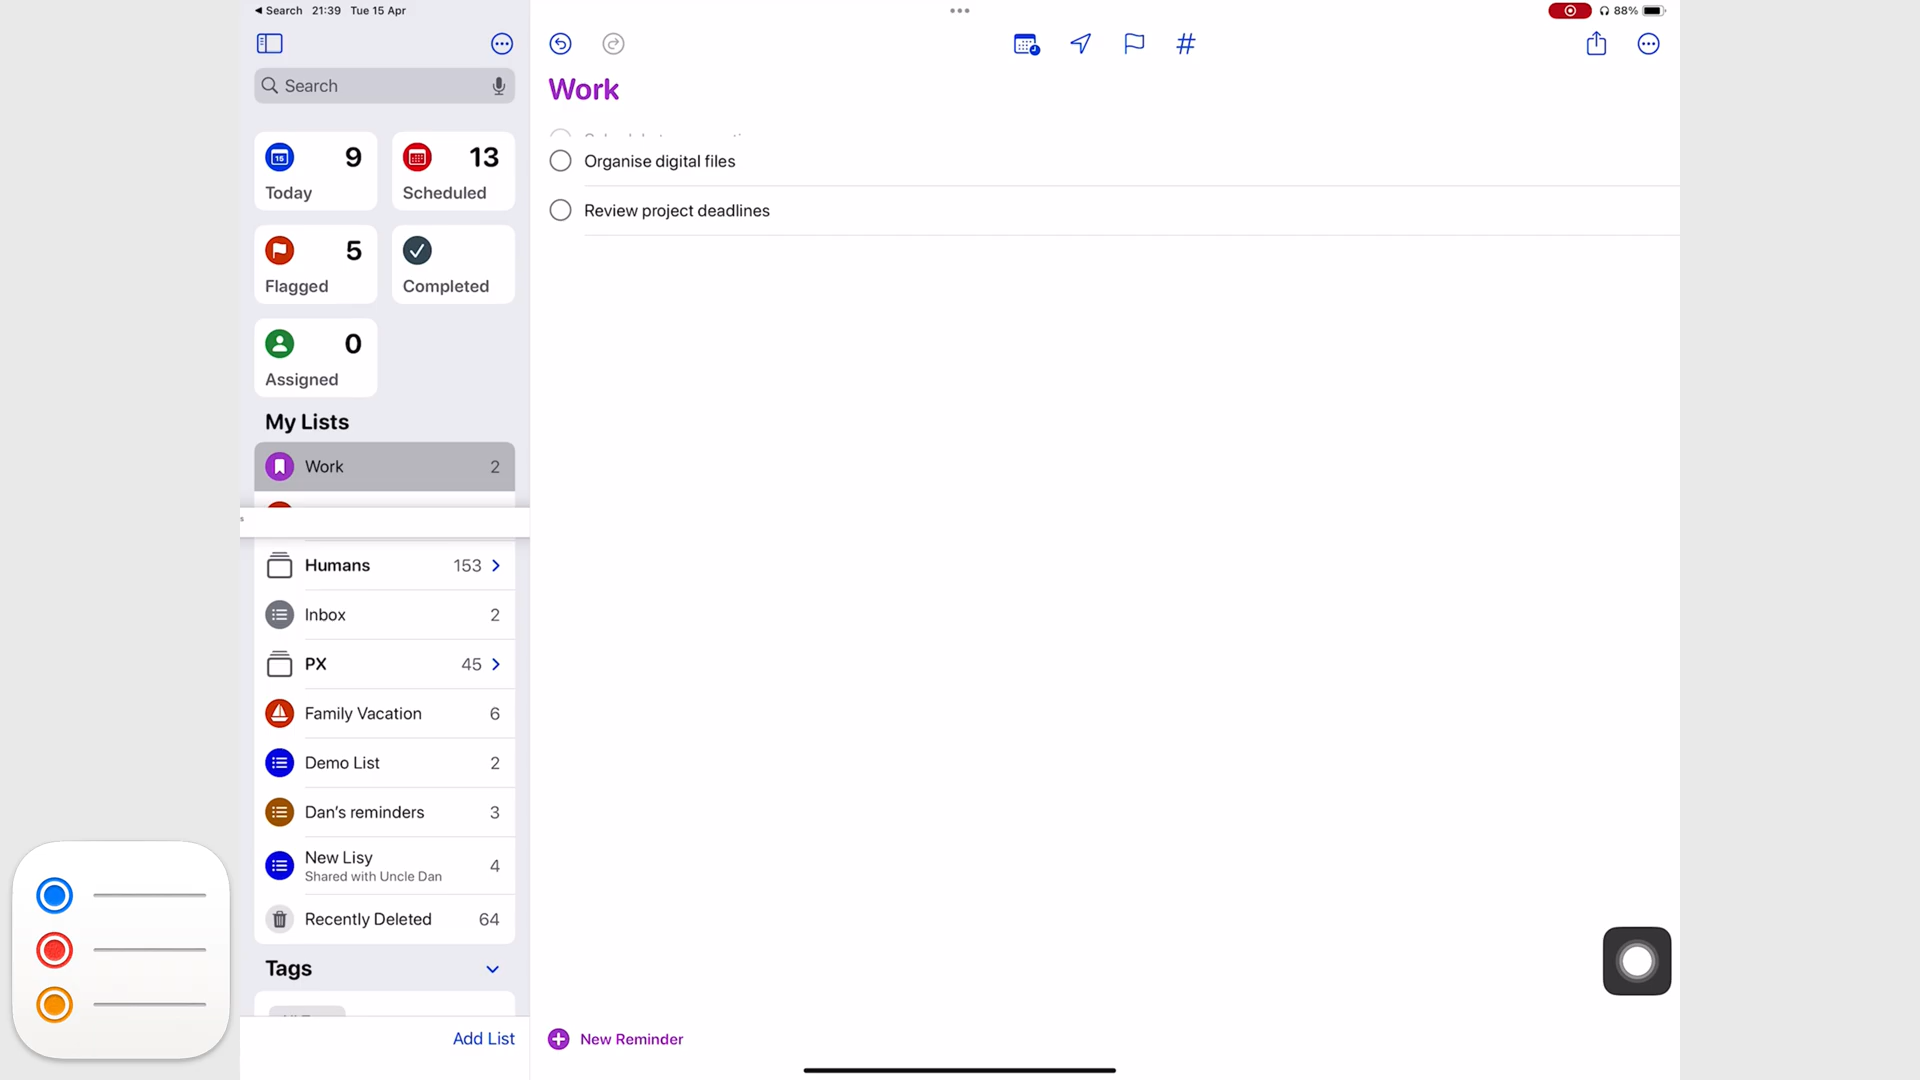 Search 21:39 Tue 15 Apr
88%
Search
15
9
Today
13
Scheduled
5
Flagged
Completed
0
Assigned
My Lists
Work 2
Humans 153
Inbox 2
PX 45
Family Vacation 6
Demo List 2
Dan's reminders 3
New Lisy
Shared with Uncle Dan
4
Recently Deleted 64
Tags
Add List
Work
Organise digital files
Review project deadlines
New Reminder